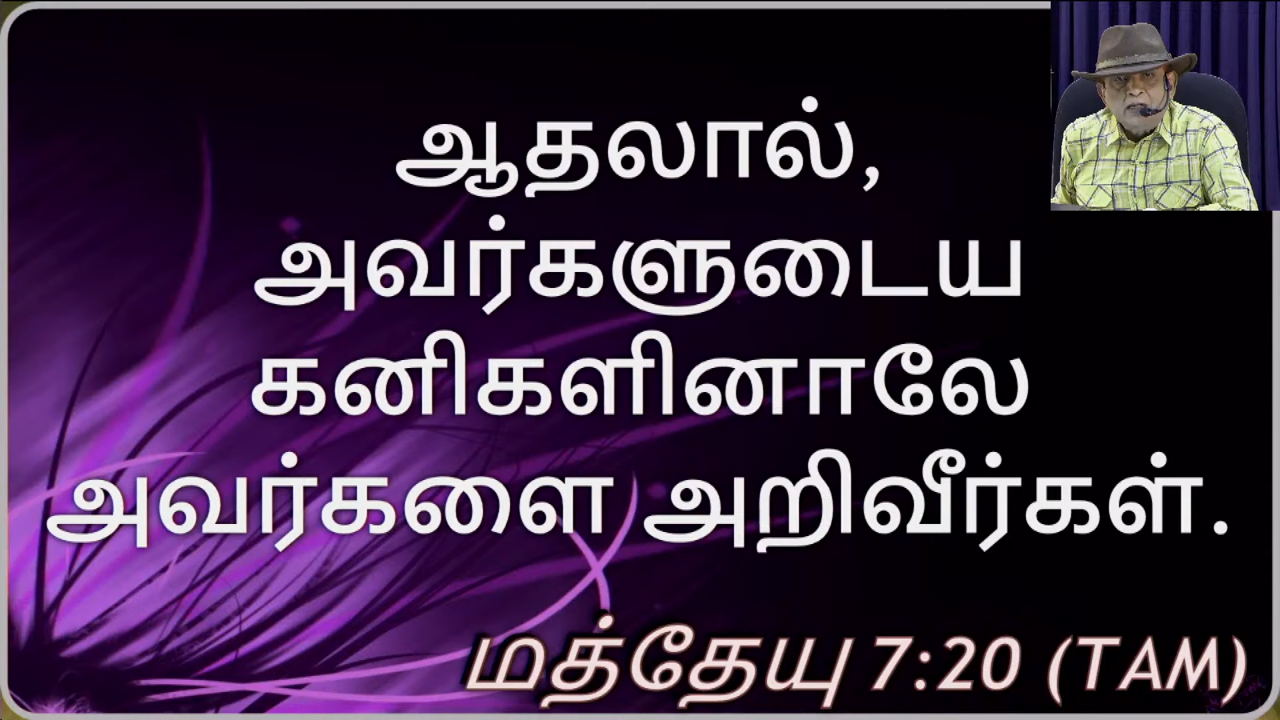 ஆதலால்,
அவர்களுடைய
கனிகளினாலே
அவர்களை அறிவீர்கள்.
மத்தேயு 7:20 (TAM)